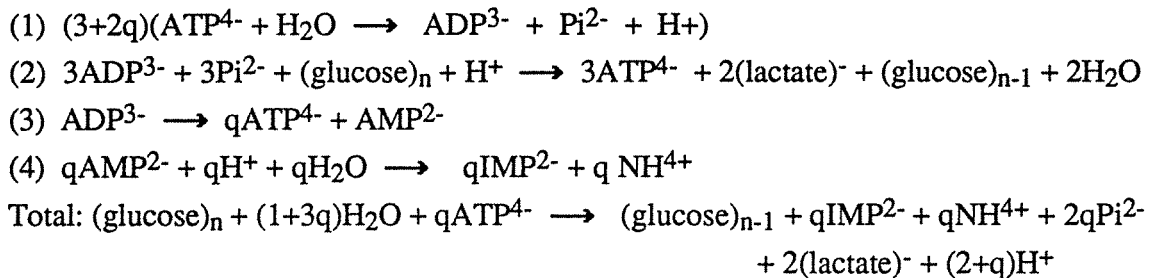 (1) (3+2q)(ATP⁴⁻ + H₂O ⟶ ADP³⁻ + Pi²⁻ + H+)
(2) 3ADP³⁻ + 3Pi²⁻ + (glucose)ₙ + H⁺ ⟶ 3ATP⁴⁻ + 2(lactate)⁻ + (glucose)ₙ₋₁ + 2H₂O
(3) ADP³⁻ ⟶ qATP⁴⁻ + AMP²⁻
(4) qAMP²⁻ + qH⁺ + qH₂O ⟶ qIMP²⁻ + q NH⁴⁺
Total: (glucose)ₙ + (1+3q)H₂O + qATP⁴⁻ ⟶ (glucose)ₙ₋₁ + qIMP²⁻ + qNH⁴⁺ + 2qPi²⁻
+ 2(lactate)⁻ + (2+q)H⁺